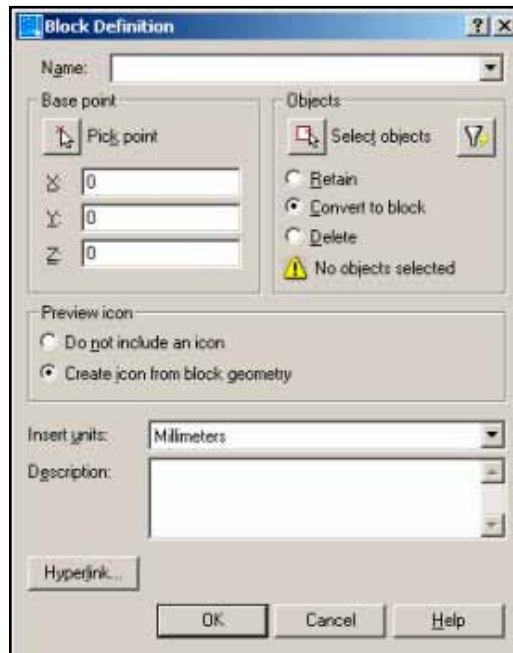 Block Definition
Name:
Base point
Pick point
X: 0
Y: 0
Z: 0
Objects
Select objects
Retain
Convert to block
Delete
No objects selected
Preview icon
Do not include an icon
Create icon from block geometry
Insert units: Millimeters
Description:
Hyperlink...
OK Cancel Help